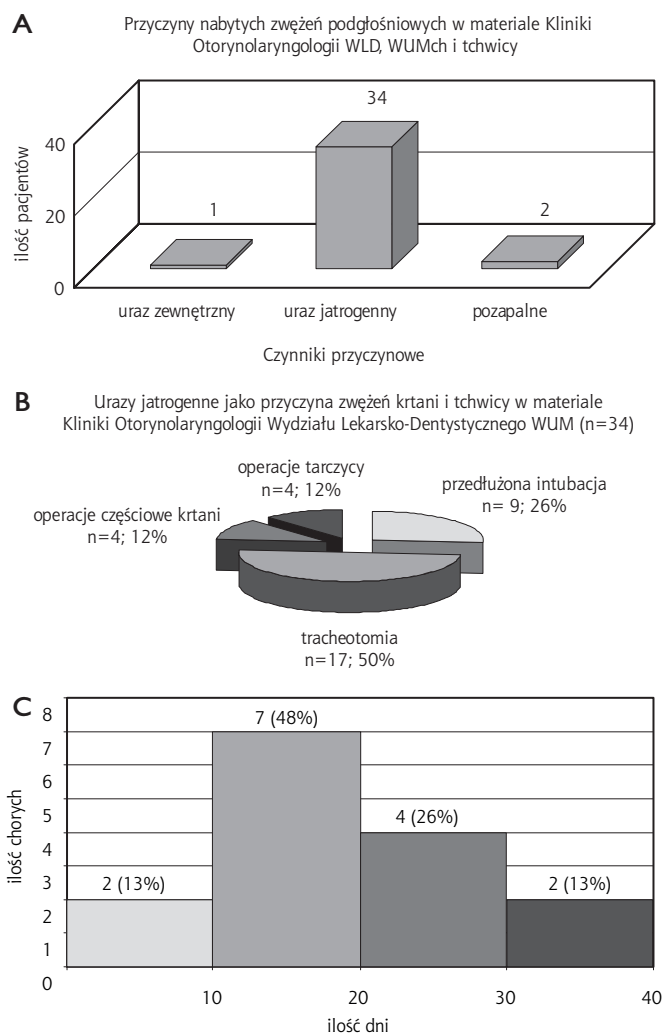 A
Przyczyny nabytych zwężeń podgłośniowych w materale Kliniki
Otorynolaryngologii WLD, WUMch i tchwicy
ilość pacjentów
40
20
0
1
34
2
uraz zewnętrzny
uraz jatrogenny
pozapalne
Czynniki przyczynowe
B
Urazy jatrogenne jako przyczyna zwężeń krtani i tchwicy w materiale
Kliniki Otorynolaryngologii Wydziału Lekarsko-Dentystycznego WUM (n=34)
operacje tarczycy
n=4; 12%
przedłużona intubacja
n= 9; 26%
operacje częściowe krtani
n=4; 12%
tracheotomia
n=17; 50%
C
ilość chorych
8
7
6
5
4
3
2
1
0
2 (13%)
7 (48%)
4 (26%)
2 (13%)
10
20
30
40
ilość dni